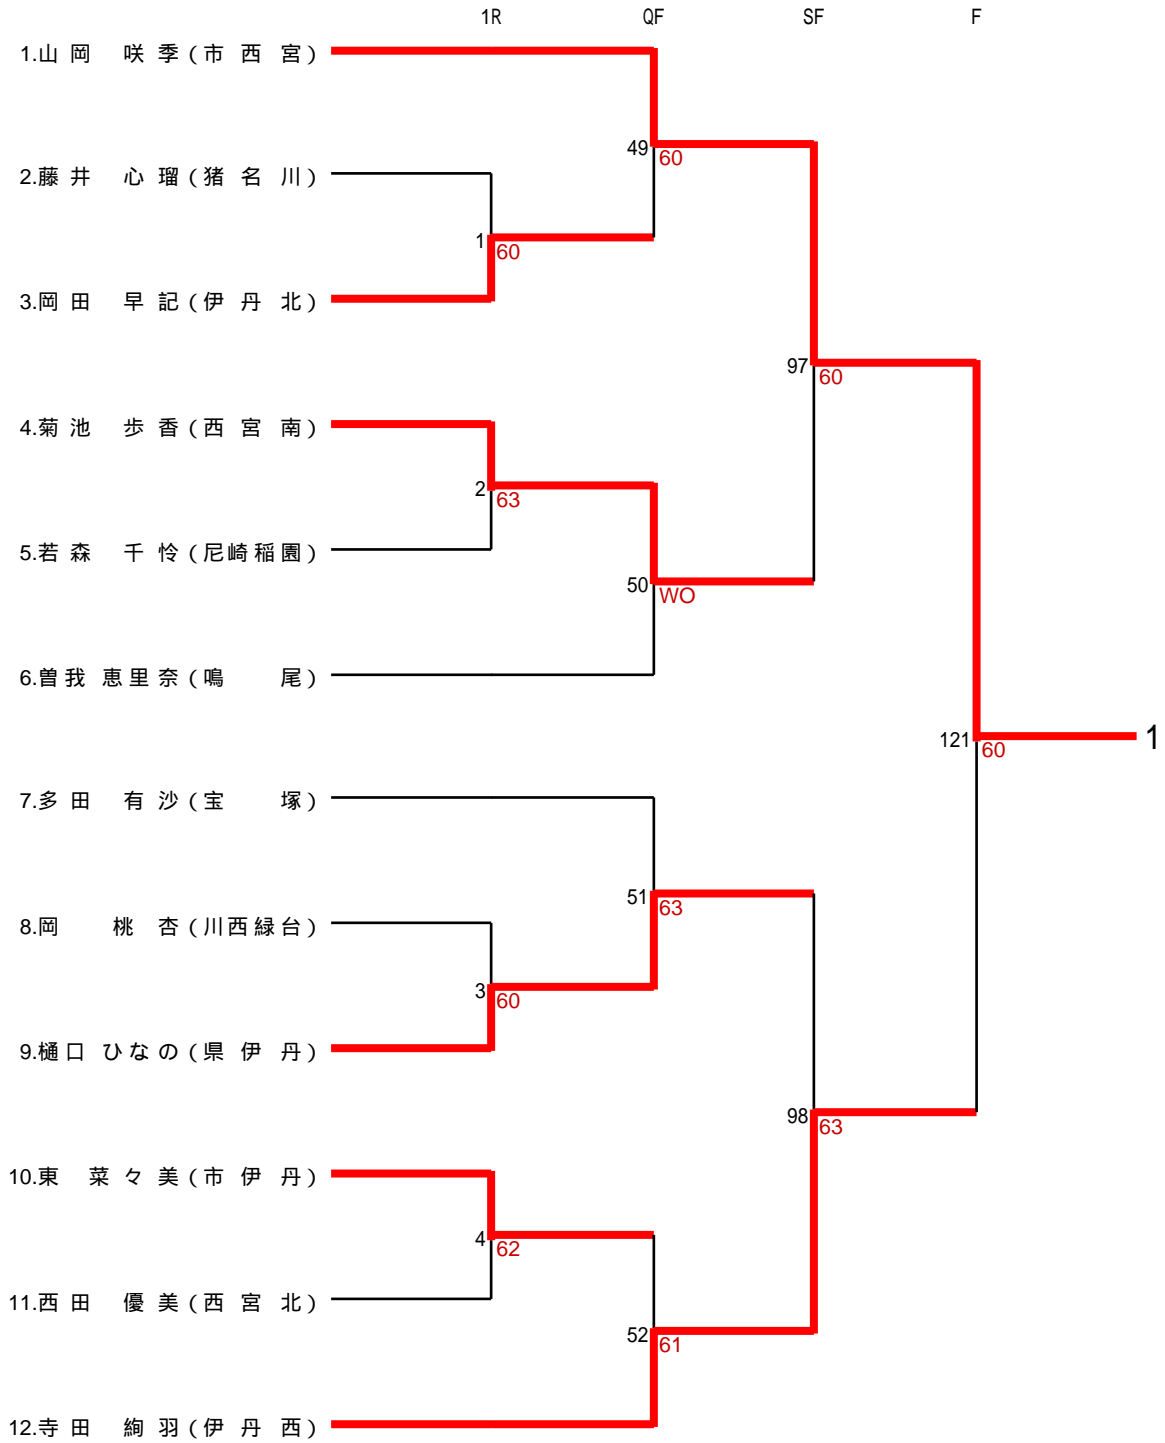 1R QF SF F
1.山岡 咲季(市西宮)
49 60
2.藤井 心瑠(猪名川)
1 60
3.岡田 早記(伊丹北)
97 60
4.菊池 歩香(西宮南)
2 63
5.若森 千怜(尼崎稲園)
50 WO
6.曽我 恵里奈(鳴尾)
121 60 1
7.多田 有沙(宝塚)
51 63
8.岡 桃杏(川西緑台)
3 60
9.樋口 ひなの(県伊丹)
98 63
10.東 菜々美(市伊丹)
4 62
11.西田 優美(西宮北)
52 61
12.寺田 絢羽(伊丹西)